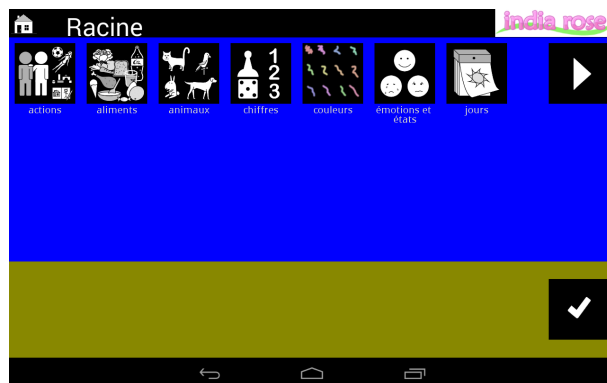 Racine
india rose
1
2
3
actions
aliments
animaux
chiffres
couleurs
émotions et
états
jours